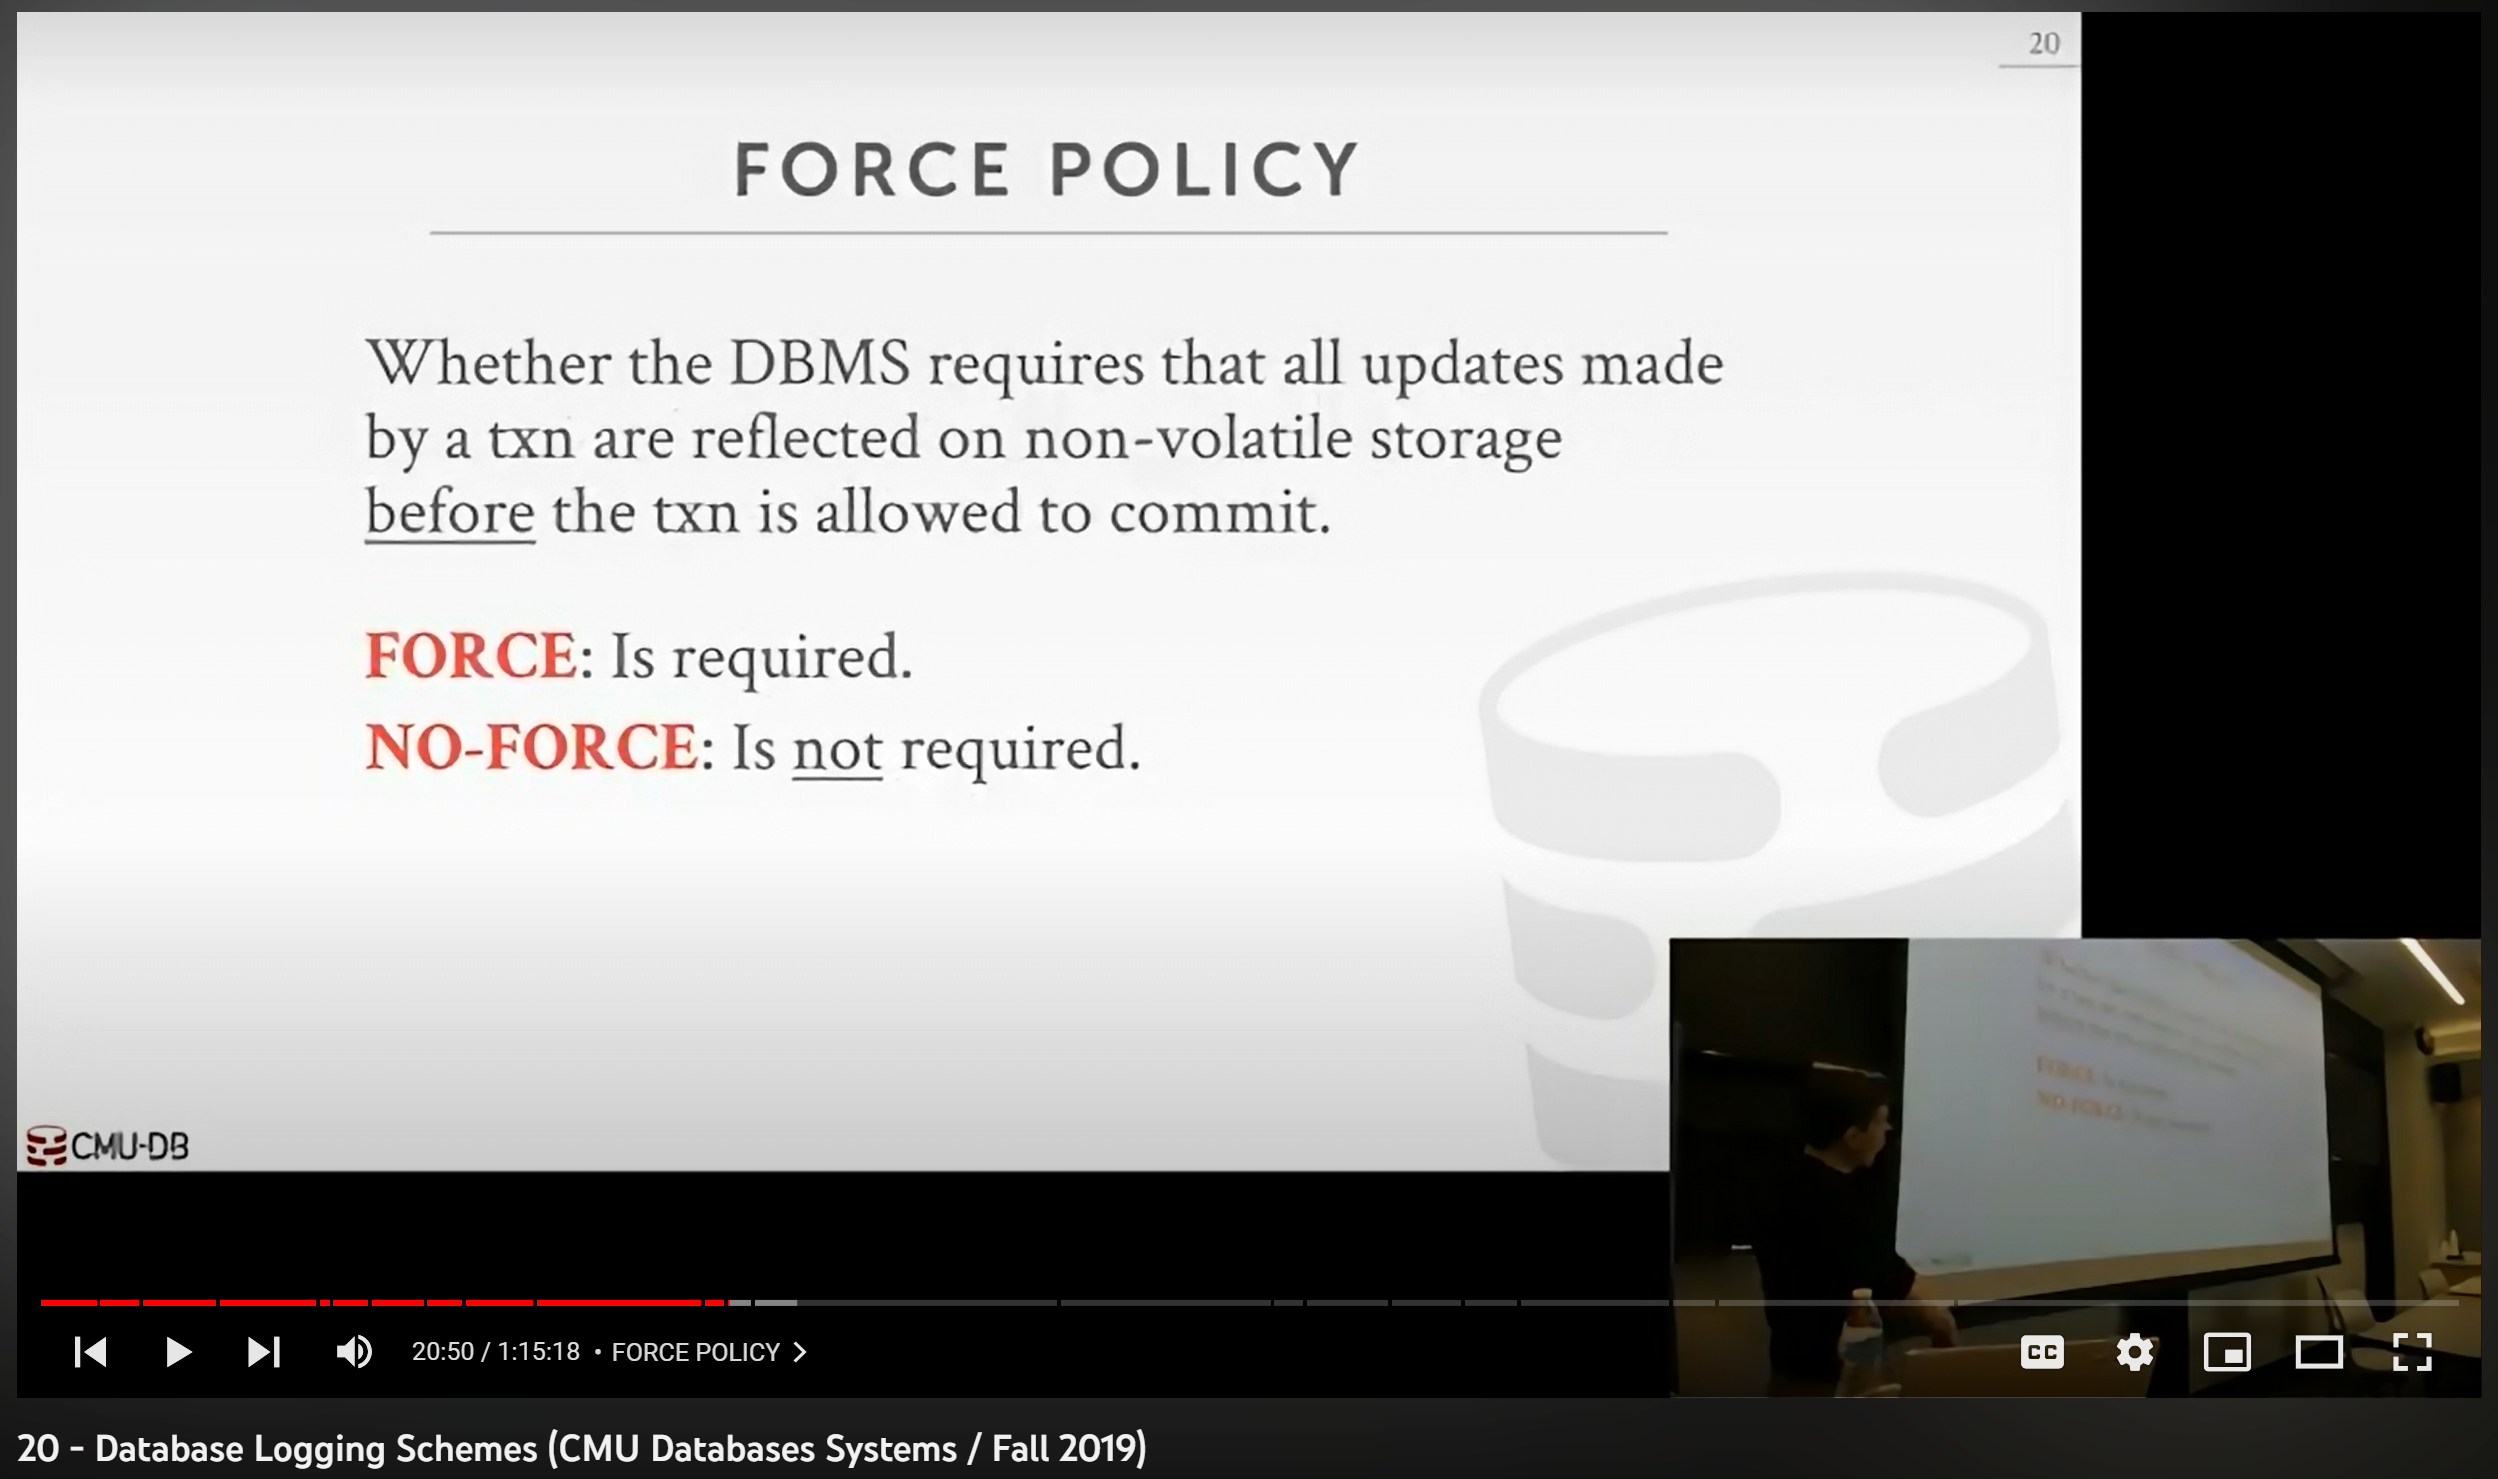 20
FORCE POLICY
Whether the DBMS requires that all updates made
by a txn are reflected on non-volatile storage
before the txn is allowed to commit.
FORCE: Is required.
NO-FORCE: Is not required.
CMU-DB
20:50 / 1:15:18 • FORCE POLICY
CC
20 - Database Logging Schemes (CMU Databases Systems / Fall 2019)